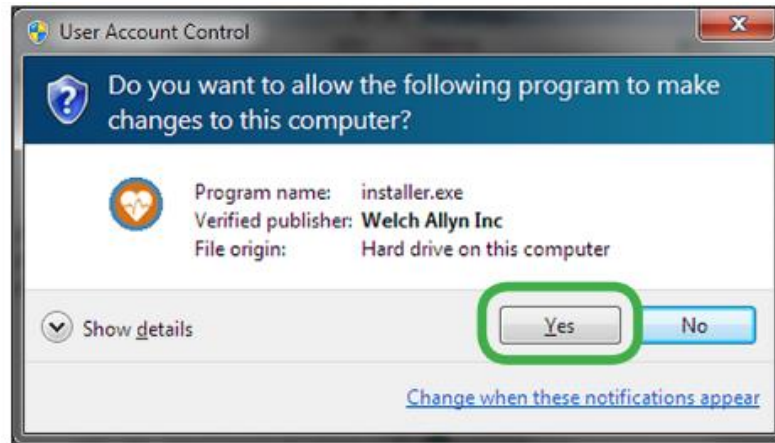 User Account Control
Do you want to allow the following program to make
changes to this computer?
Program name: installer.exe
Verified publisher: Welch Allyn Inc
File origin: Hard drive on this computer
Show details
Yes
No
Change when these notifications appear